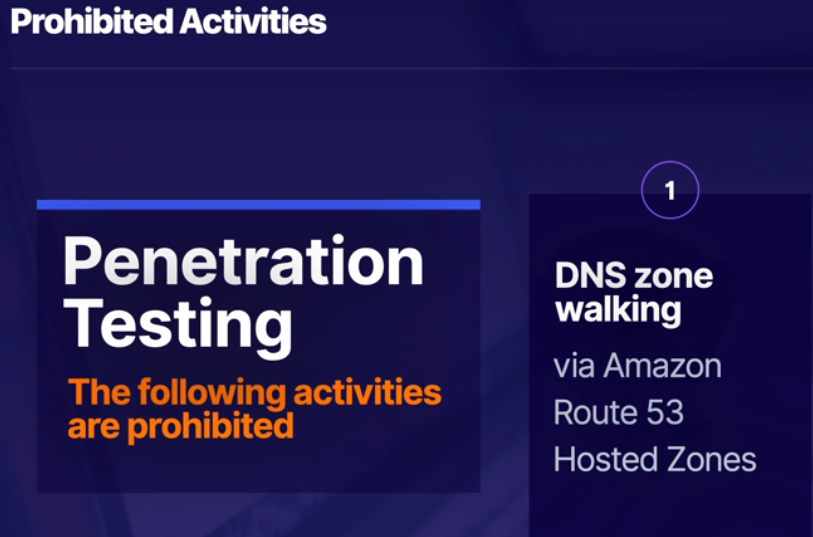 Prohibited Activities
Penetration
Testing
The following activities
are prohibited
1
DNS zone
walking
via Amazon
Route 53
Hosted Zones